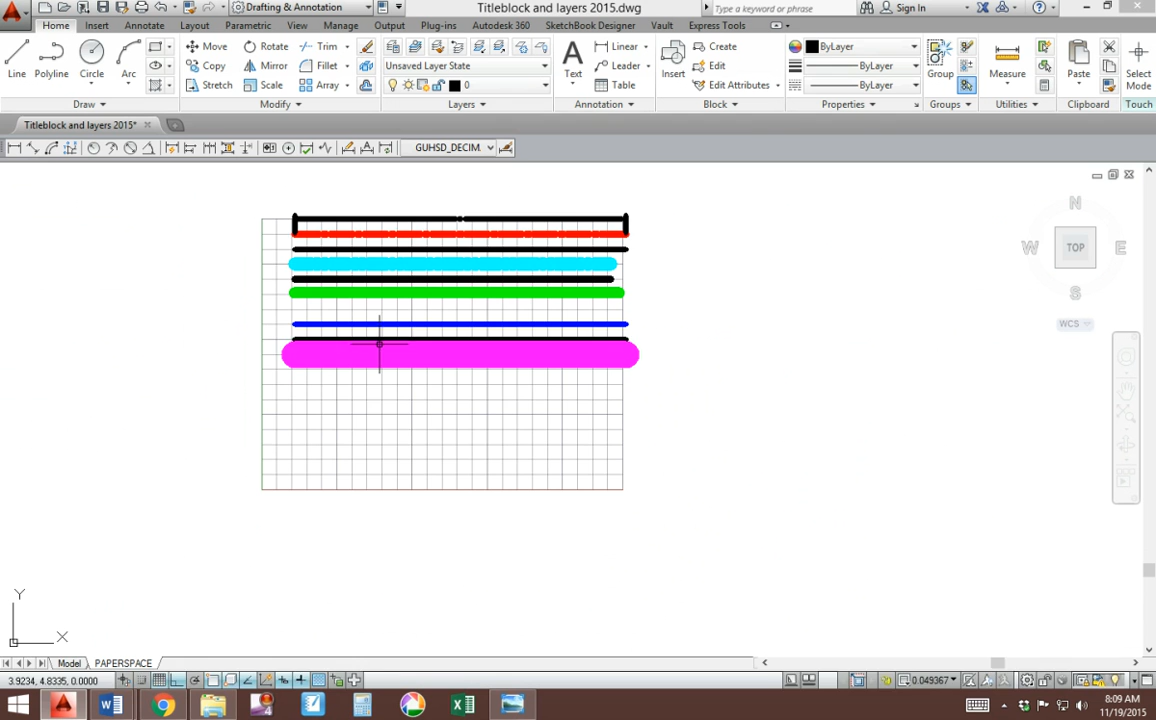 Drafting & Annotation
Titleblock and layers 2015.dwg
Type a keyword or phrase
Sign In
Home Insert Annotate Layout Parametric View Manage Output Plug-ins Autodesk 360 SketchBook Designer Vault Express Tools
Line Polyline Circle Arc
Move Rotate Trim
Copy Mirror Fillet
Stretch Scale Array
Unsaved Layer State
0
Text
Linear
Leader
Table
Insert
Create
Edit
Edit Attributes
ByLayer
ByLayer
ByLayer
Group
Measure
Paste
Select
Mode
Draw Modify Layers Annotation Block Properties Groups Utilities Clipboard Touch
Titleblock and layers 2015*
GUHSD_DECIM.
N
W TOP E
S
WCS
Y
X
Model PAPERSPACE
3.9234, 4.8335, 0.0000
0.049367
8:09 AM
11/19/2015